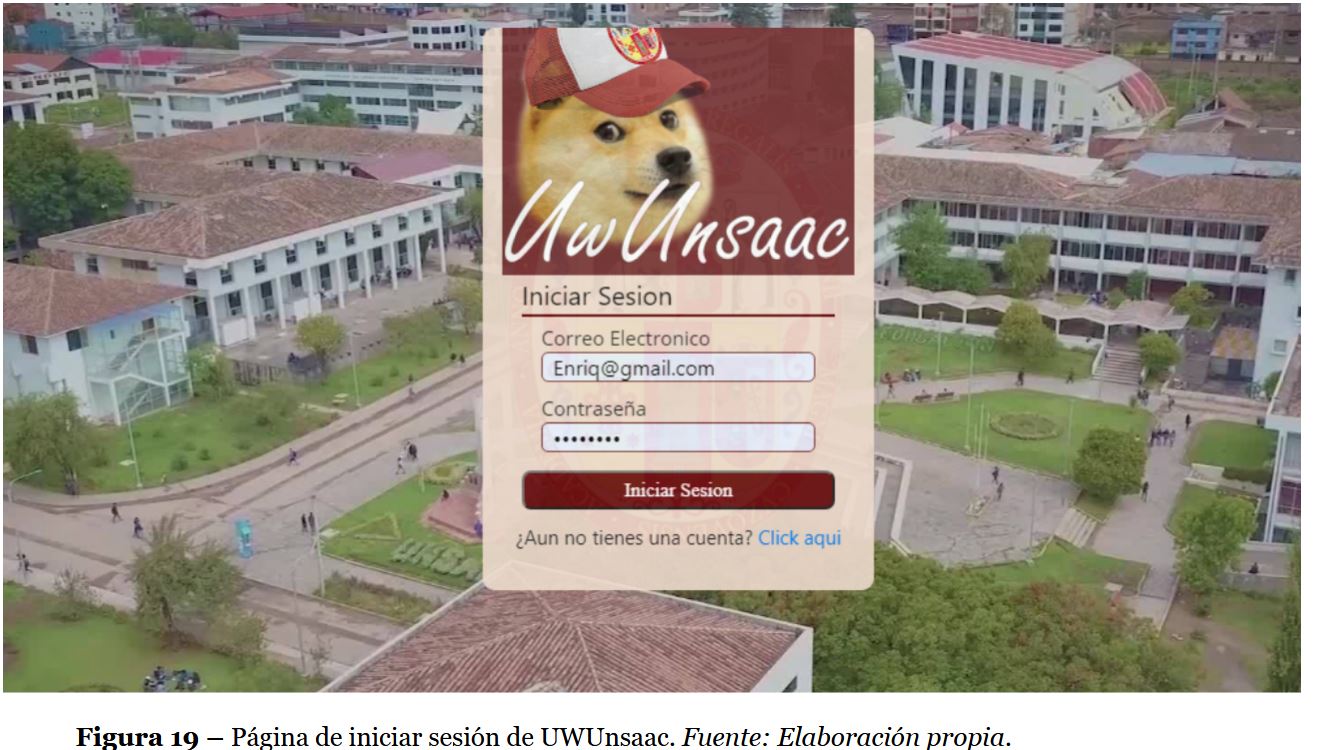 UwUnsaac
Iniciar Sesion
Correo Electronico
Enriq@gmail.com
Contraseña
••••••••
Iniciar Sesion
¿Aun no tienes una cuenta? Click aqui
UNSA
Figura 19 – Página de iniciar sesión de UWUnsaac. Fuente: Elaboración propia.